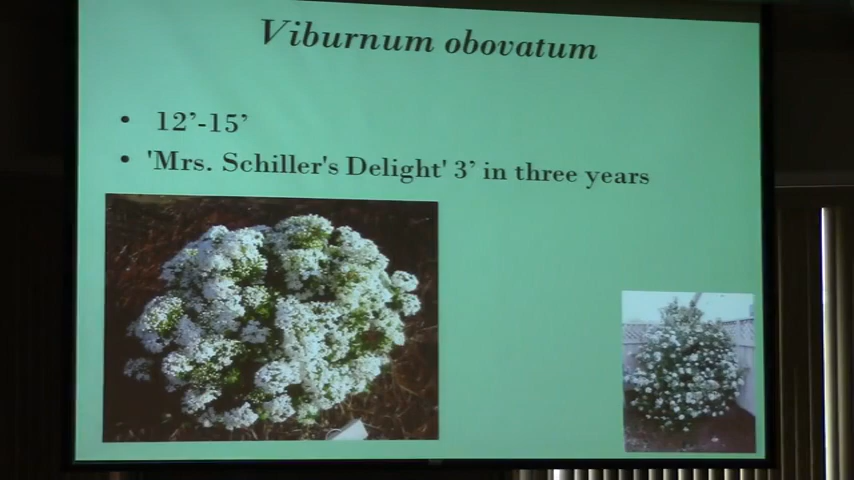 Viburnum obovatum
• 12’-15’
• 'Mrs. Schiller's Delight' 3’ in three years